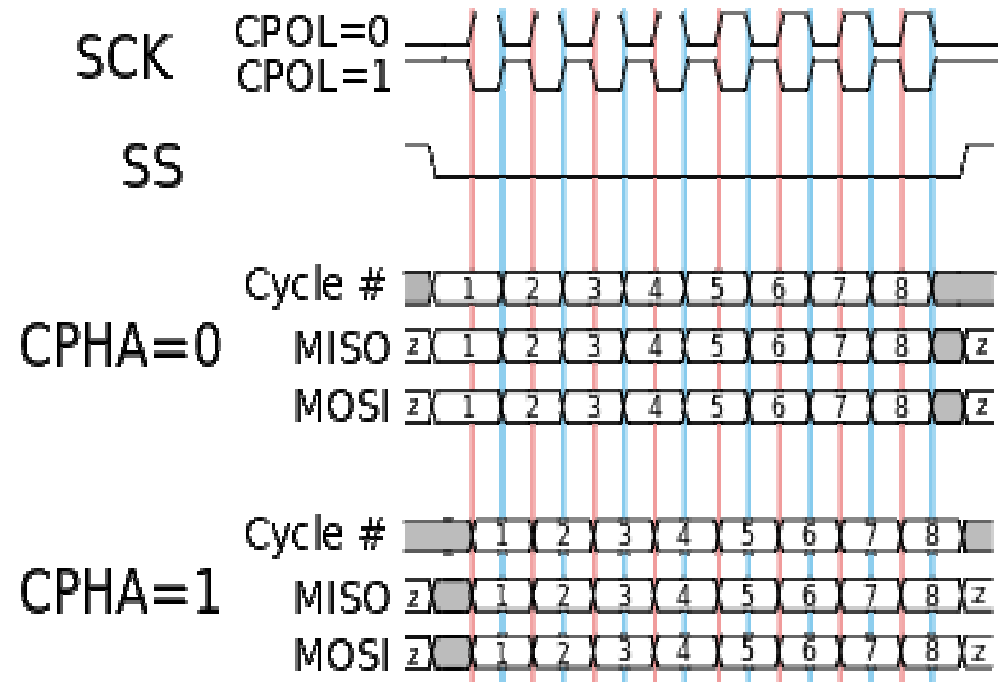 SCK CPOL=0
CPOL=1
SS
Cycle # 1 2 3 4 5 6 7 8
CPHA=0 MISO z 1 2 3 4 5 6 7 8 z
MOSI z 1 2 3 4 5 6 7 8 z
Cycle # 1 2 3 4 5 6 7 8
CPHA=1 MISO z 1 2 3 4 5 6 7 8 z
MOSI z 1 2 3 4 5 6 7 8 z